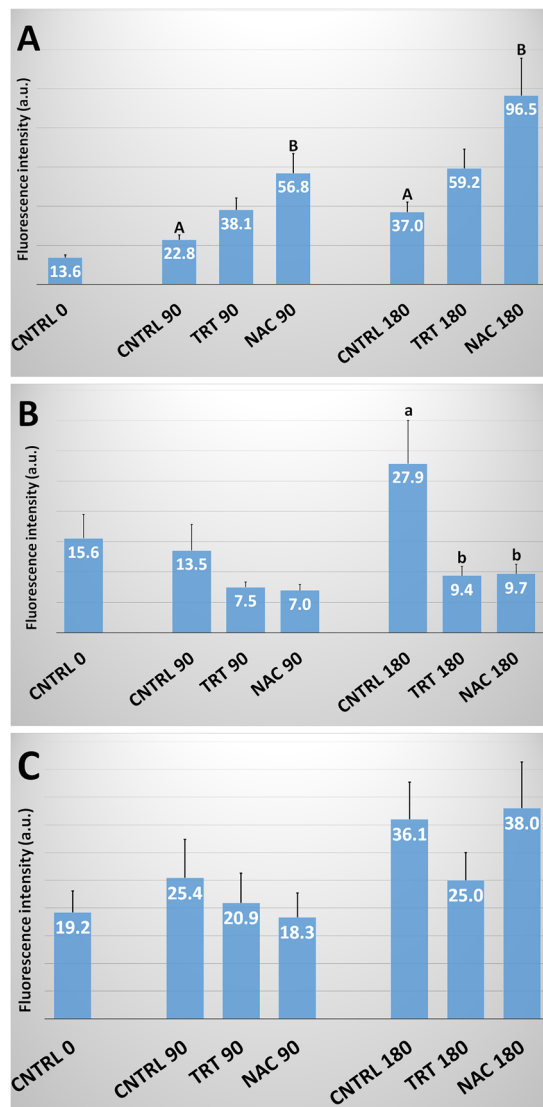 A
Fluorescence intensity (a.u.)
13.6
A
22.8
38.1
B
56.8
A
37.0
59.2
B
96.5
CNTRL 0
CNTRL 90
TRT 90
NAC 90
CNTRL 180
TRT 180
NAC 180
B
Fluorescence intensity (a.u.)
15.6
13.5
7.5
7.0
a
27.9
b
9.4
b
9.7
CNTRL 0
CNTRL 90
TRT 90
NAC 90
CNTRL 180
TRT 180
NAC 180
C
Fluorescence intensity (a.u.)
19.2
25.4
20.9
18.3
36.1
25.0
38.0
CNTRL 0
CNTRL 90
TRT 90
NAC 90
CNTRL 180
TRT 180
NAC 180